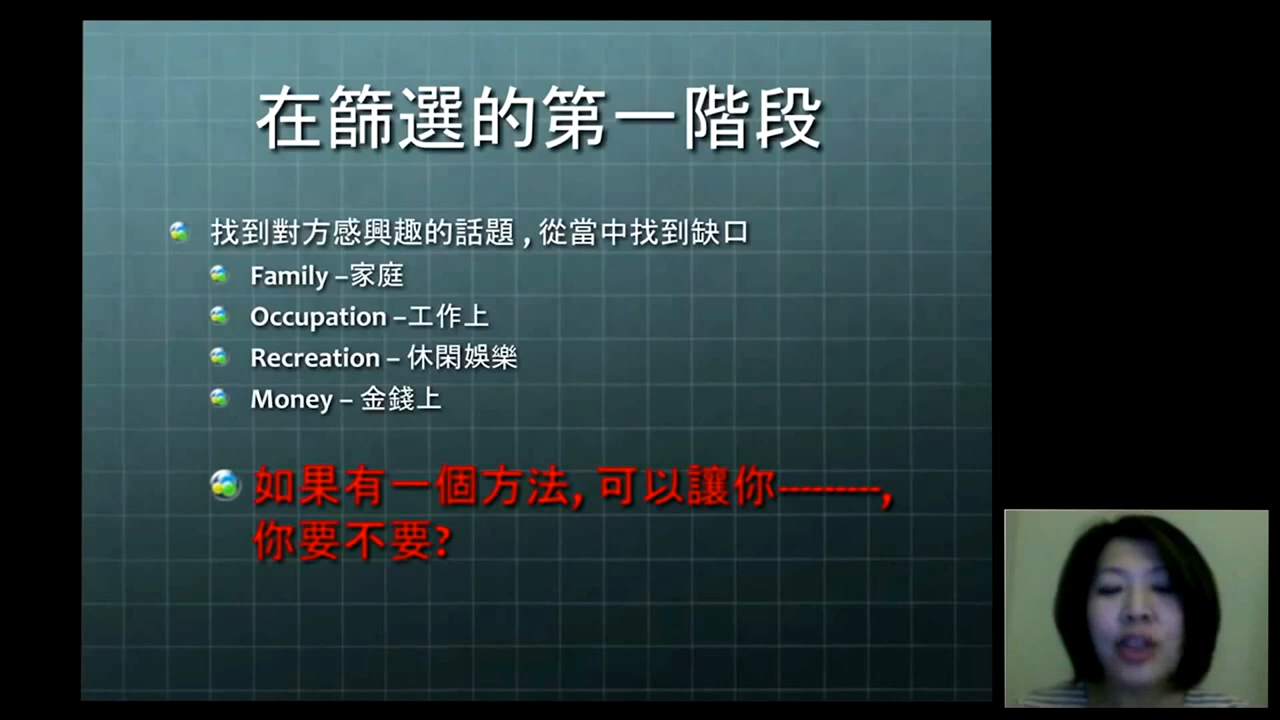 在篩選的第一階段
找到對方感興趣的話題 , 從當中找到缺口
Family –家庭
Occupation –工作上
Recreation – 休閑娛樂
Money – 金錢上
如果有一個方法, 可以讓你---------,
你要不要?